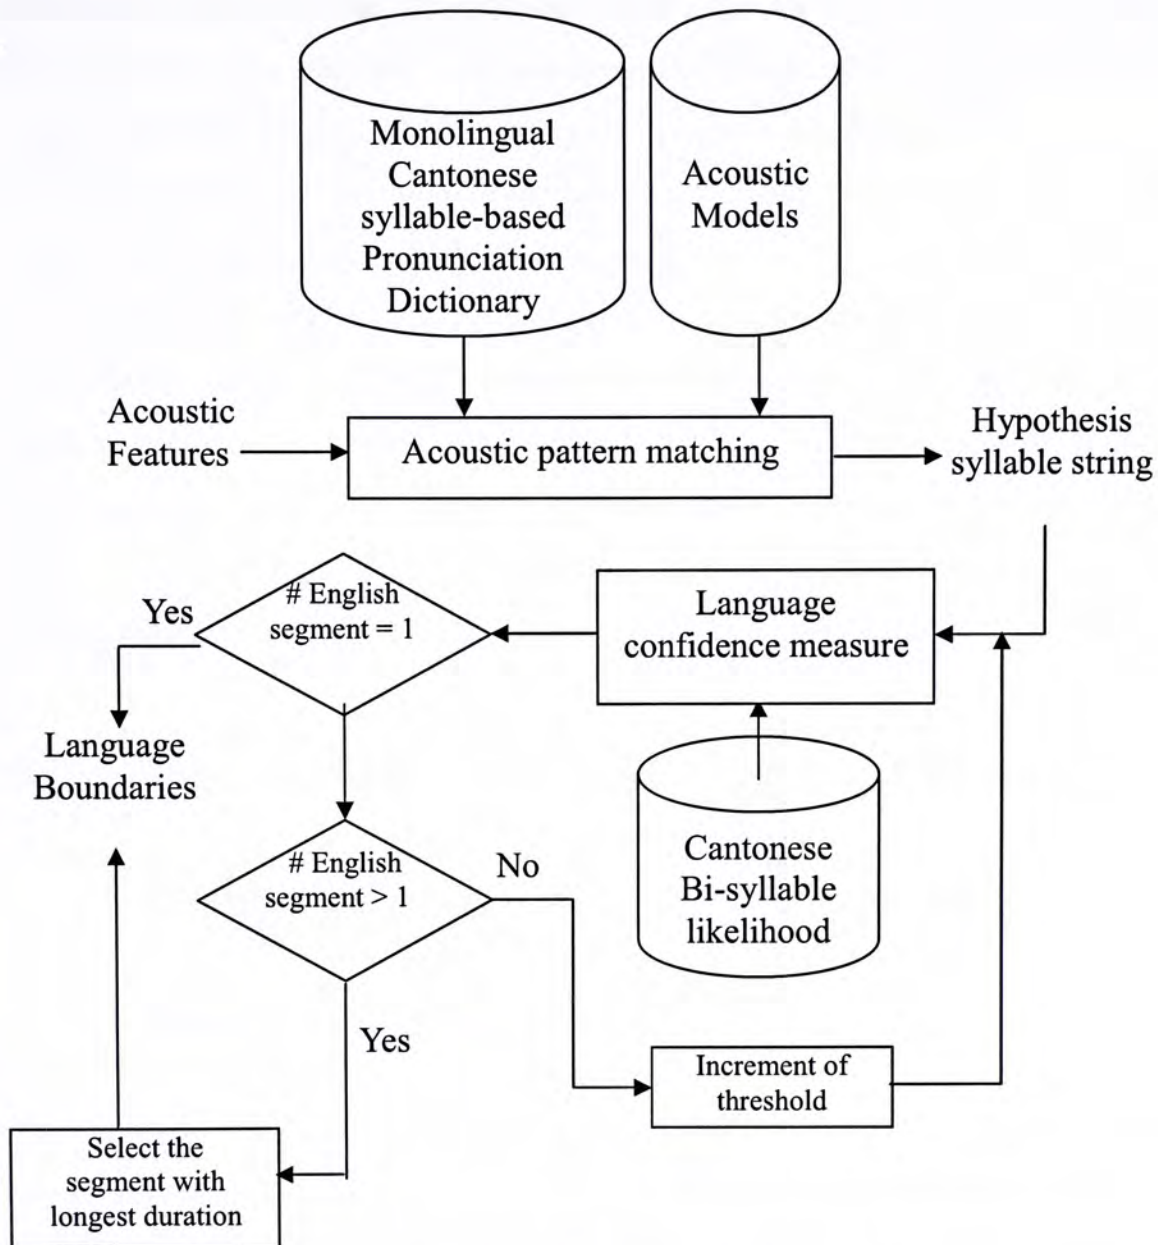 Monolingual
Cantonese
syllable-based
Pronunciation
Dictionary
Acoustic
Models
Acoustic
Features
Acoustic pattern matching
Hypothesis
syllable string
Yes
# English
segment = 1
Language
confidence measure
Language
Boundaries
# English
segment > 1
No
Cantonese
Bi-syllable
likelihood
Yes
Increment of
threshold
Select the
segment with
longest duration